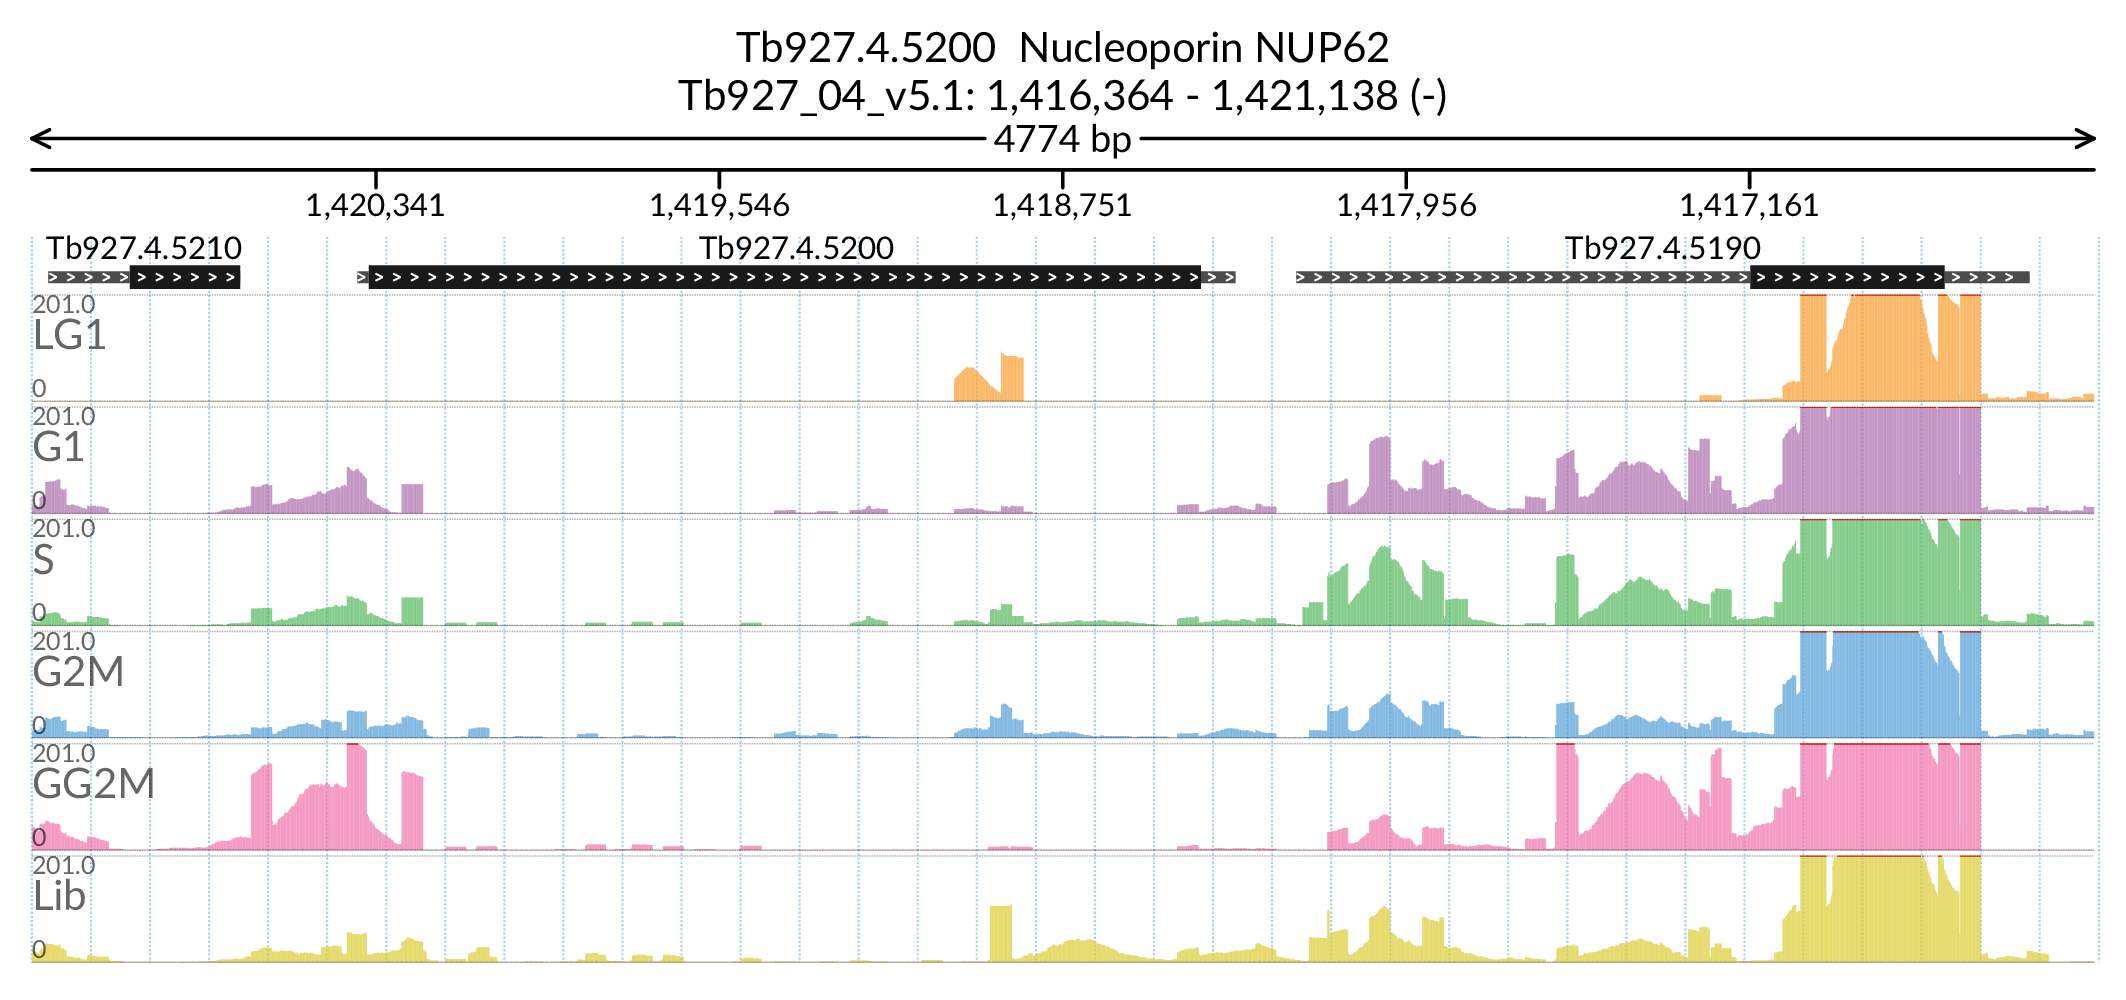 Tb927.4.5200  Nucleoporin NUP62
Tb927_04_v5.1: 1,416,364 - 1,421,138 (-)
4774 bp
1,420,341 1,419,546 1,418,751 1,417,956 1,417,161
Tb927.4.5210 Tb927.4.5200 Tb927.4.5190
201.0
LG1
0
201.0
G1
0
201.0
S
0
201.0
G2M
0
201.0
GG2M
0
201.0
Lib
0